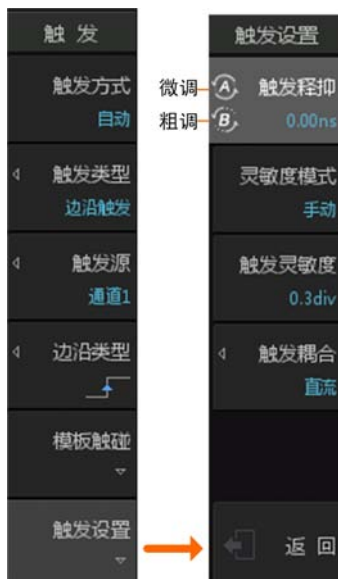 触 发
触发方式
自动
触发类型
边沿触发
触发源
通道1
边沿类型
模板触碰
触发设置
微调
粗调
触发设置
A 触发释抑
B 0.00ns
灵敏度模式
手动
触发灵敏度
0.3div
触发耦合
直流
返 回